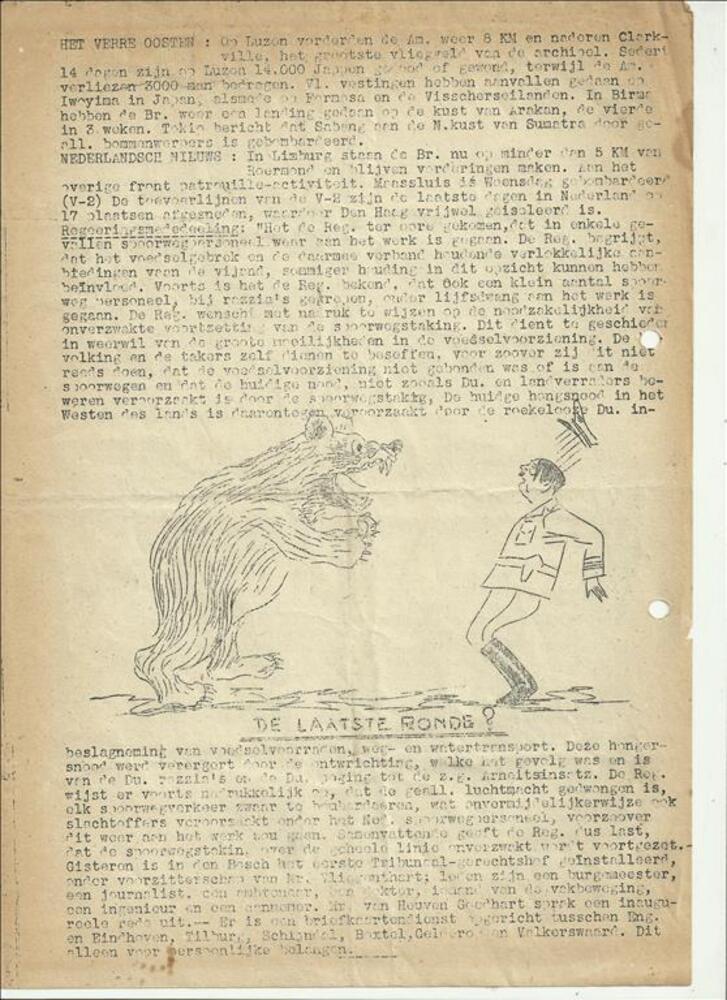 HET VERRE OOSTEN : Op Luzon vorderden de Am. weer 8 KM en naderen Clark-
ville, het grootste vliegveld van de archipel. Sedert
14 dagen zijn op Luzon 14.000 Jappen gedood of gewond, terwijl de Am.
verliezen 3000 man bedragen. Vl. vestingen hebben aanvallen gedaan op
Iwoyima in Japan, alsmede op Formosa en de Visscherseilanden. In Birma
hebben de Br. weer een landing gedaan op de kust van Arakan, de vierde
in 3 weken. Tokio bericht dat Sabang aan de N.kust van Sumatra door ge-
all. bommenwerpers is gebombardeerd.
NEDERLANDSCH NIEUWS : In Limburg staan de Br. nu op minder dan 5 KM van
Roermond en blijven vorderingen maken. Aan het
overige front patrouille-activiteit. Maassluis is Woensdag gebombardeerd
(V-2) De toevoerlijnen van de V-2 zijn de laatste dagen in Nederland op
17 plaatsen afgesneden, waardoor Den Haag vrijwel geisoleerd is.
Regeeringsmededeeling: "Het de Reg. ter oore gekomen, dat in enkele ge-
vallen spoorwegpersoneel weer aan het werk is gegaan. De Reg. begrijpt,
dat het voedselgebrek en de daarmee verband houdende verlokkelijke aan-
biedingen vaan de vijand, sommiger houding in dit opzicht kunnen hebben
beïnvloed. Voorts is het de Reg. bekend, dat ook een klein aantal spoor-
weg personeel, bij razzia's gegrepen, onder lijfsdwang aan het werk is
gegaan. De Reg. wenscht met nadruk te wijzen op de noodzakelijkheid van
onverzwakte voortzetting van de spoorwegstaking. Dit dient te geschieden
in weerwil van de groote moeilijkheden in de voedselvoorziening. De
volking en de stakers zelf dienen te beseffen, voor zoover zij dit niet
reeds doen, dat de voedselvoorziening niet gebonden was of is aan de
spoorwegen en dat de huidige nood, niet zooals Du. en landverraders be-
weren veroorzaakt is door de spoorwegstakig, De huidge hongsnood in het
Westen des lands is daarentegen veroorzaakt door de roekelooze Du. in-
DE LAATSTE RONDE?
beslagneming van voedselvoorraden, weg- en watertransport. Deze honger-
snood werd verergert door de ontwrichting, welke het gevolg was en is
van de Du. razzia's en de Du. poging tot de z.g. Arbeitsinsatz. De Reg.
wijst er voorts nadrukkelijk op, dat de geall. luchtmacht gedwongen is,
elk spoorwegverkeer zwaar te bombardeeren, wat onvermijdelijkerwijze ook
slachtoffers veroorzaakt onder het Ned. spoorwegpersoneel, voorzoover
dit weer aan het werk zou gaan. Samenvattende geeft de Reg. dus last,
dat de spoorwegstaking over de geheele linie onverzwakt wordt voortgezet.-
Gisteren is in den Bosch het eerste Tribunaal-gerechtshof geïnstalleerd,
onder voorzitterschap van Mr. Vliegenthart; leden zijn een burgemeester,
een journalist, een ambtenaar, een dokter, iemand van de vakbeweging,
een ingenieur en een aannemer. Mr. van Heuven Goedhart sprak een inaugu-
reele rede uit.-- Er is een briefkaartendienst opgericht tusschen Eng.
en Eindhoven, Tilburg, Schijndel, Boxtel, Geldrop en Valkerswaard. Dit
alleen voor persoonlijke belangen.